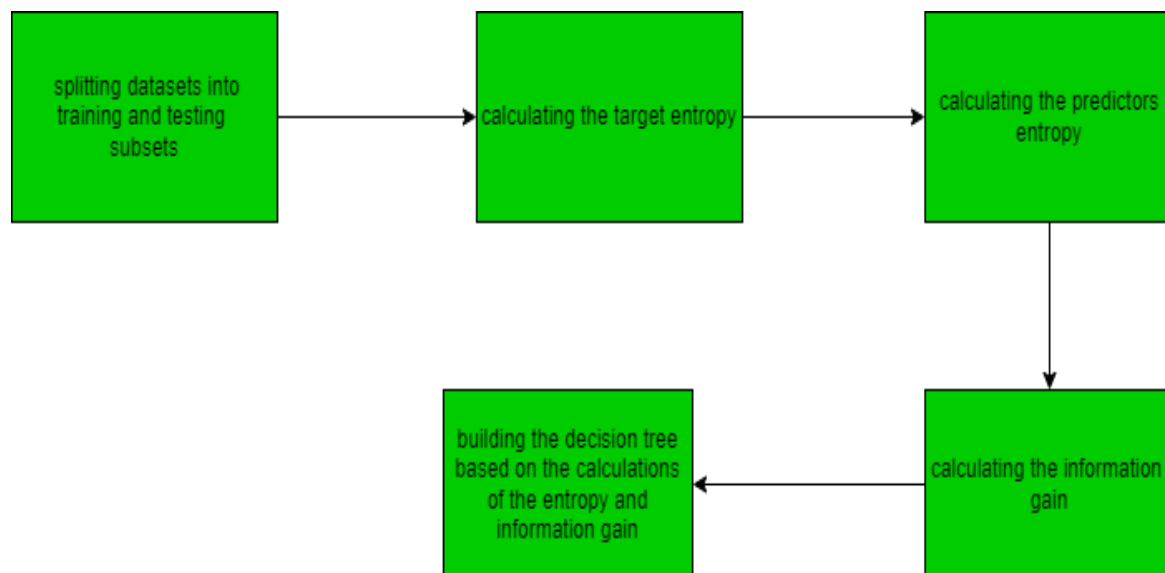 splitting datasets into
training and testing
subsets
calculating the target entropy
calculating the predictors
entropy
calculating the information
gain
building the decision tree
based on the calculations
of the entropy and
information gain